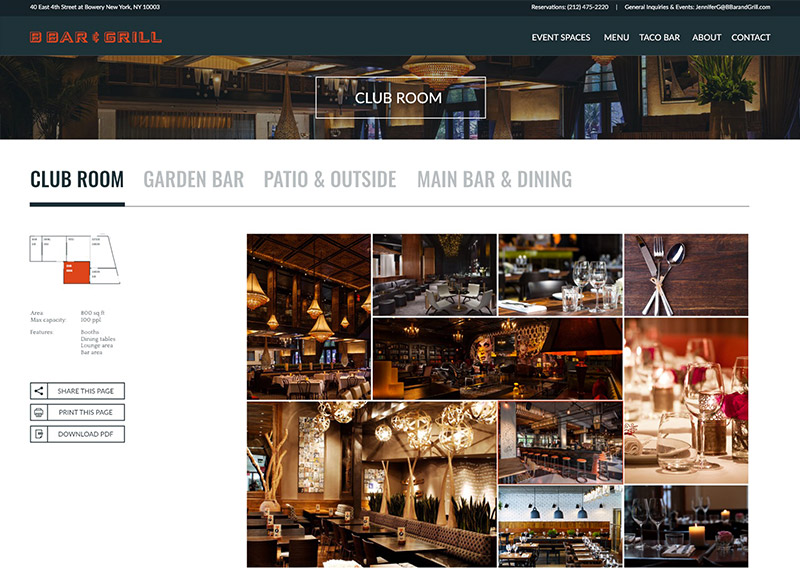 40 East 4th Street at Bowery New York, NY 10003
Reservations: (212) 475-2220 | General Inquiries & Events: JenniferG@BBarandGrill.com
B BAR & GRILL
EVENT SPACES MENU TACO BAR ABOUT CONTACT
CLUB ROOM
CLUB ROOM GARDEN BAR PATIO & OUTSIDE MAIN BAR & DINING
Area 800 sq ft
Max capacity: 100 ppl
Features: Booths
Dining tables
Lounge area
Bar area
SHARE THIS PAGE
PRINT THIS PAGE
DOWNLOAD PDF